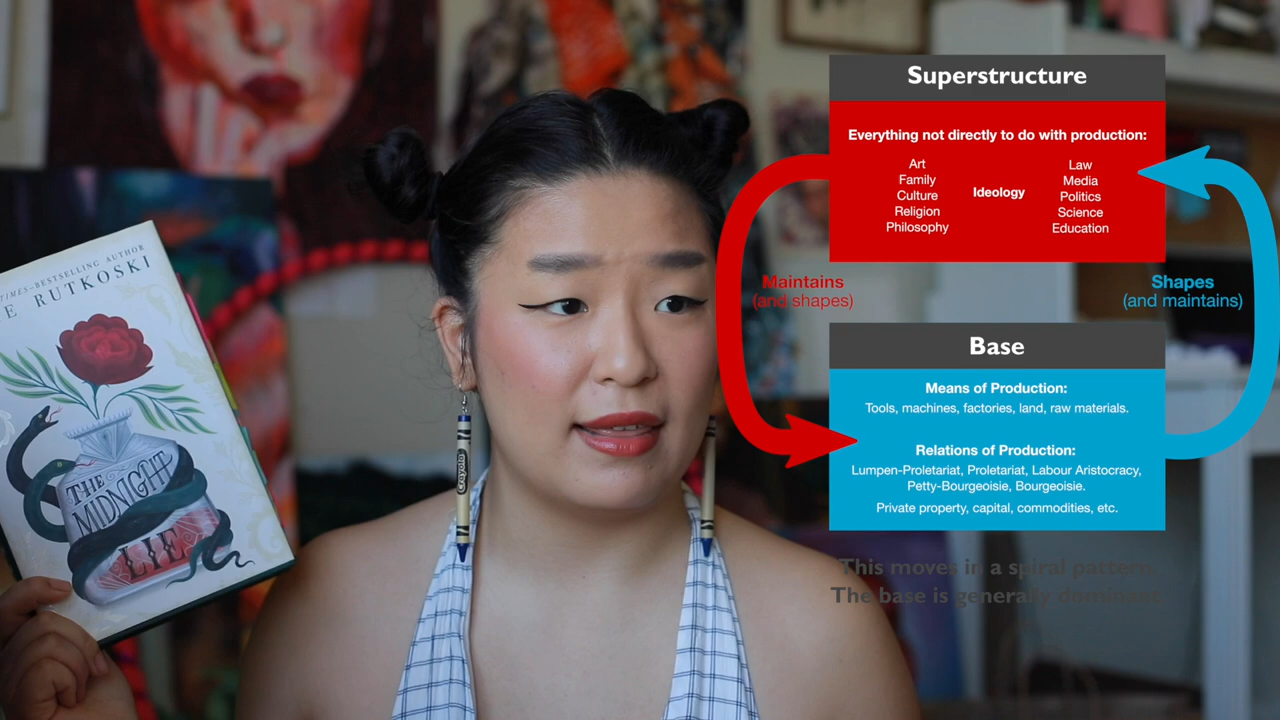 TIMES–BESTSELLING AUTHOR
E RUTKOSKI
THE
MIDNIGHT
LIE
Crayola
Superstructure
Everything not directly to do with production:
Art
Family
Culture
Religion
Philosophy
Ideology
Law
Media
Politics
Science
Education
Maintains
(and shapes)
Shapes
(and maintains)
Base
Means of Production:
Tools, machines, factories, land, raw materials.
Relations of Production:
Lumpen-Proletariat, Proletariat, Labour Aristocracy,
Petty-Bourgeoisie, Bourgeoisie.
Private property, capital, commodities, etc.
This moves in a spiral pattern.
The base is generally dominant.